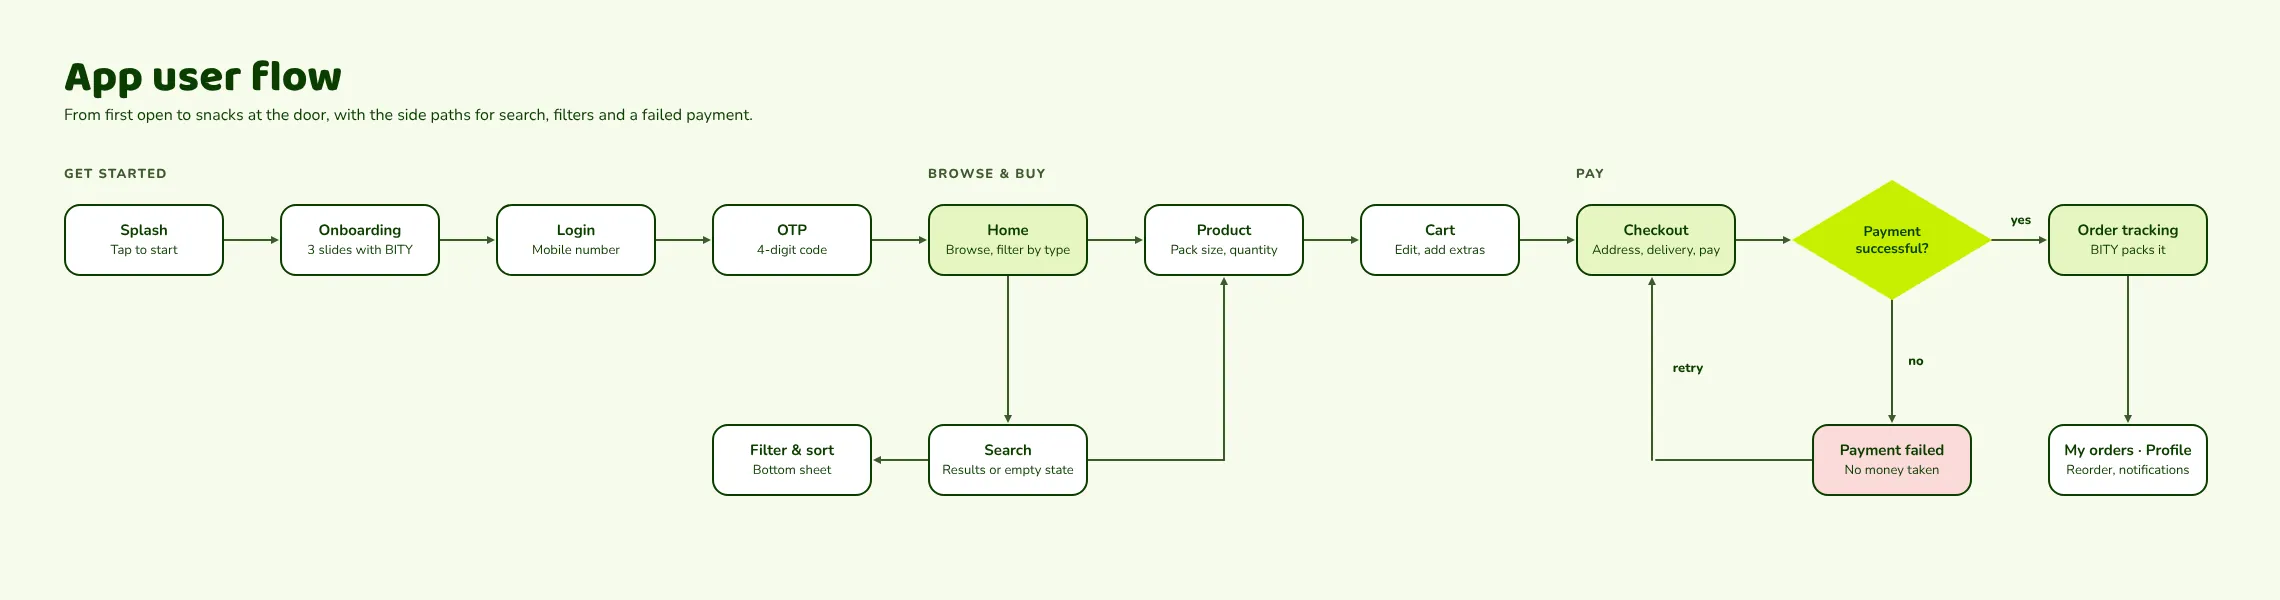 App user flow
From first open to snacks at the door, with the side paths for search, filters and a failed payment.
GET STARTED
BROWSE & BUY
PAY
Splash
Tap to start
Onboarding
3 slides with BITY
Login
Mobile number
OTP
4-digit code
Home
Browse, filter by type
Product
Pack size, quantity
Cart
Edit, add extras
Checkout
Address, delivery, pay
Payment
successful?
yes
Order tracking
BITY packs it
retry
no
Filter & sort
Bottom sheet
Search
Results or empty state
Payment failed
No money taken
My orders · Profile
Reorder, notifications